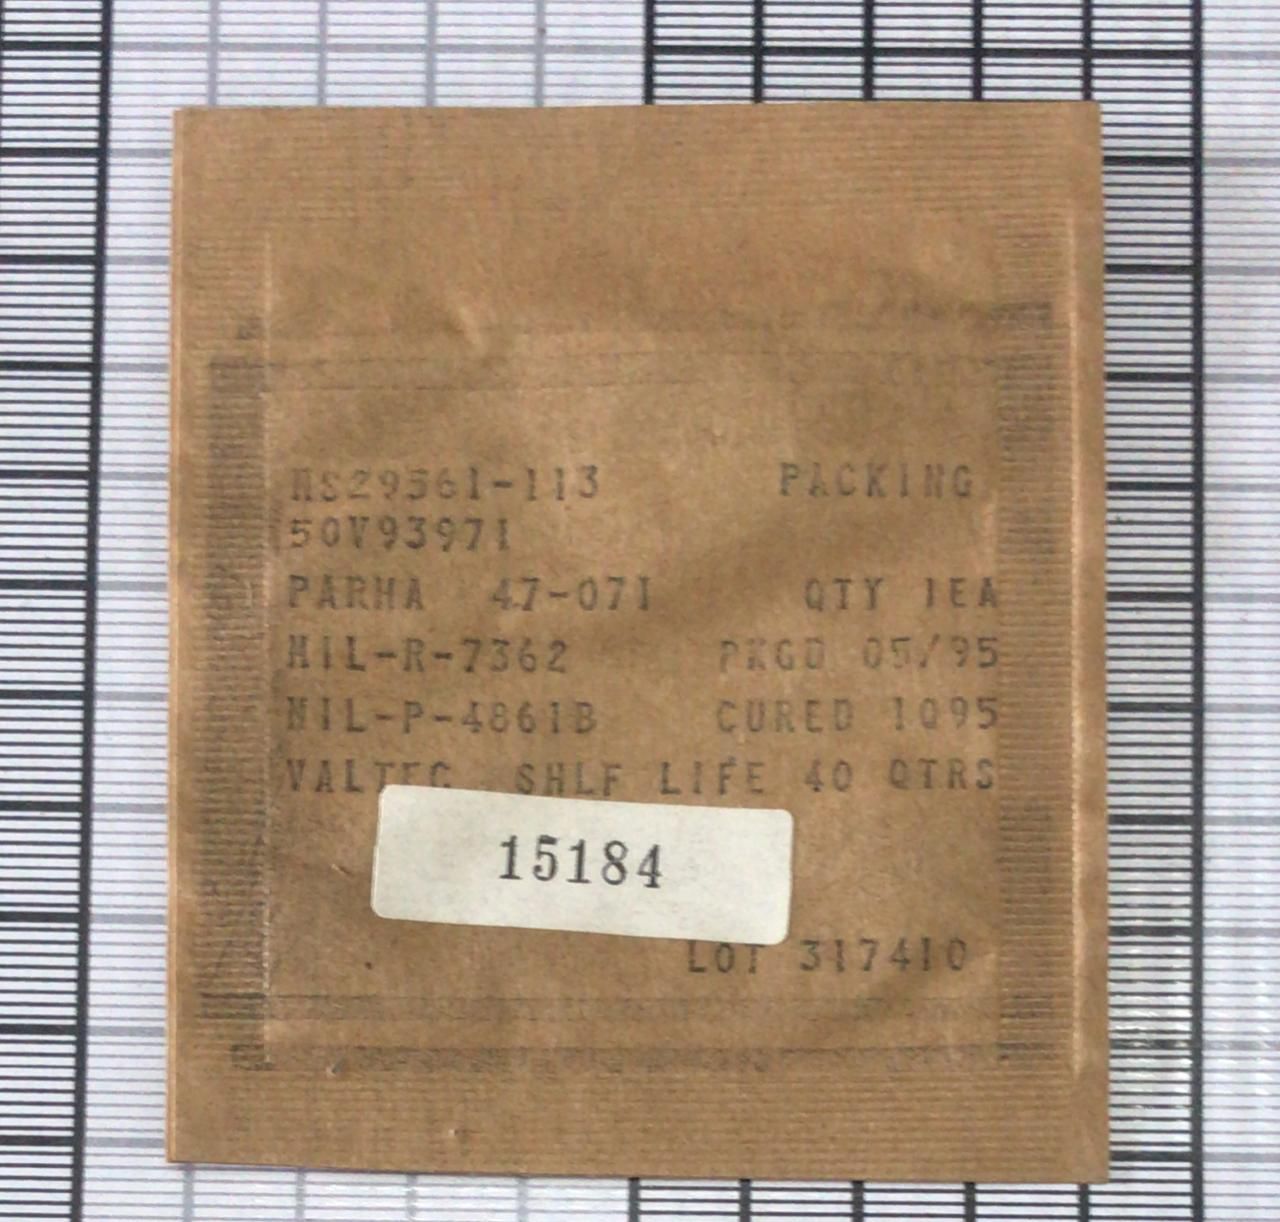 MS29561-113 PACKING
50V93971
PARMA 47-071 QTY 1EA
MIL-R-7362 PKGD 05/95
MIL-P-4861B CURED 1Q95
VALTEC SHLF LIFE 40 QTRS
15184
LOT 317410